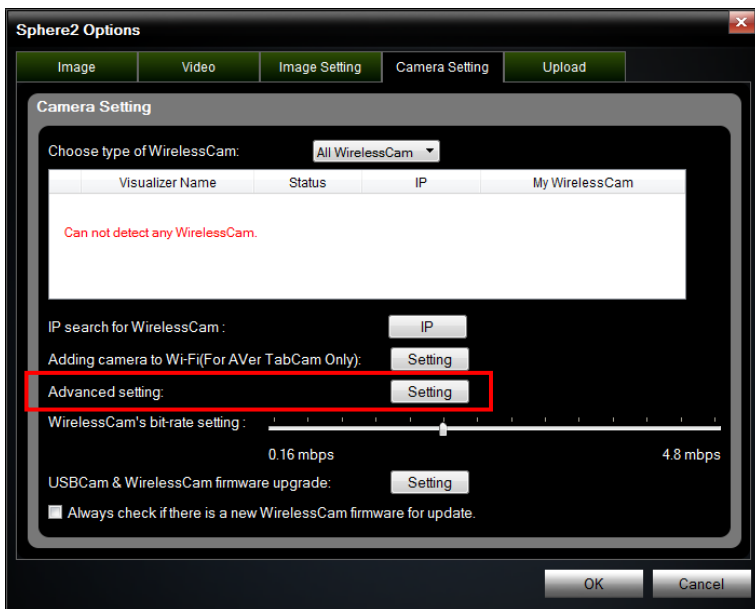 Sphere2 Options
Image Video Image Setting Camera Setting Upload
Camera Setting
Choose type of WirelessCam: All WirelessCam
Visualizer Name Status IP My WirelessCam
Can not detect any WirelessCam.
IP search for WirelessCam : IP
Adding camera to Wi-Fi(For AVer TabCam Only): Setting
Advanced setting: Setting
WirelessCam's bit-rate setting :
0.16 mbps 4.8 mbps
USBCam & WirelessCam firmware upgrade: Setting
Always check if there is a new WirelessCam firmware for update.
OK Cancel